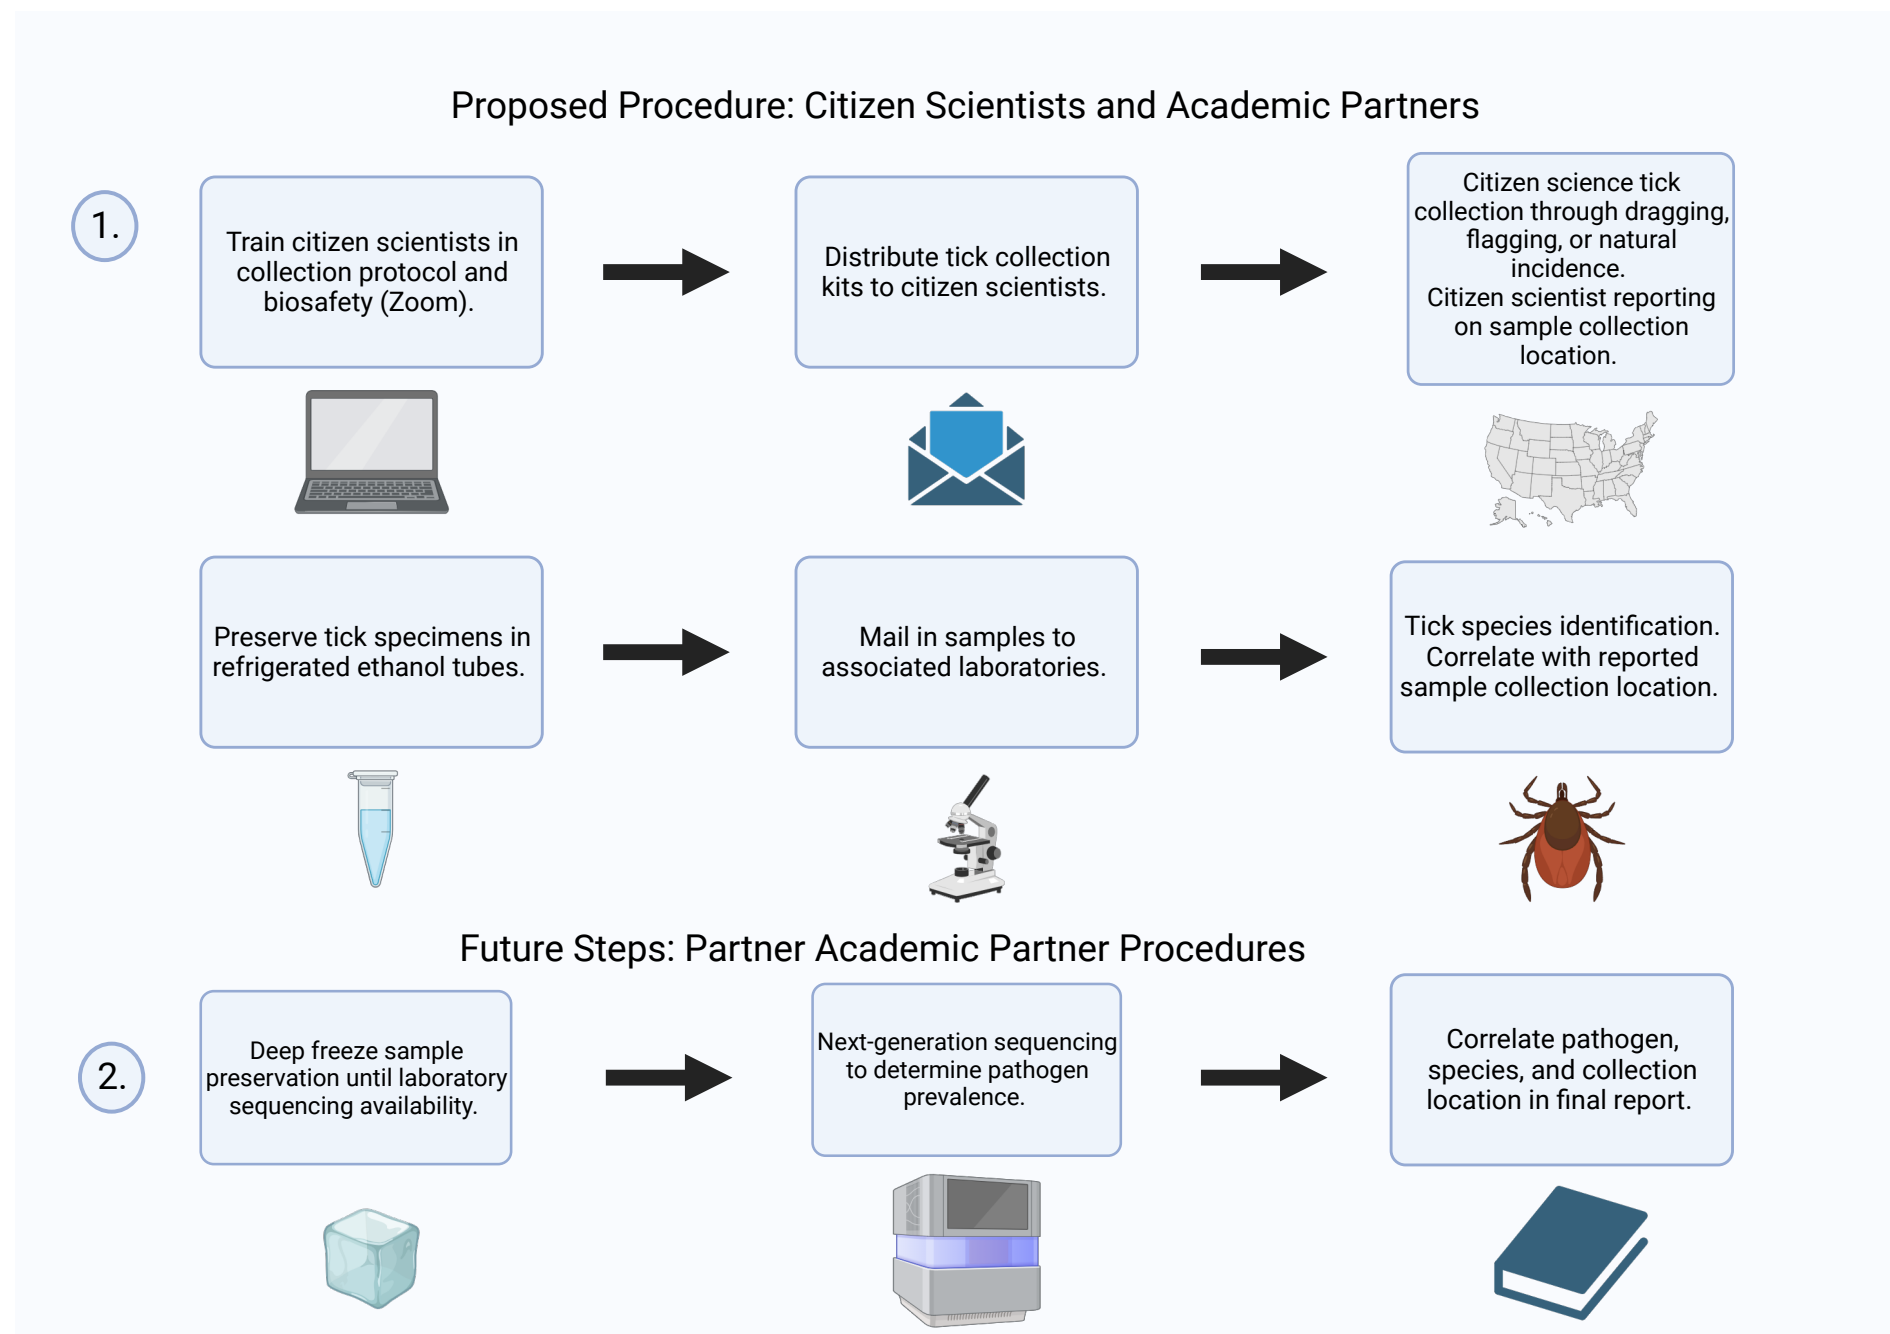 Proposed Procedure: Citizen Scientists and Academic Partners
1.
Train citizen scientists in
collection protocol and
biosafety (Zoom).
Distribute tick collection
kits to citizen scientists.
Citizen science tick
collection through dragging,
flagging, or natural
incidence.
Citizen scientist reporting
on sample collection
location.
Preserve tick specimens in
refrigerated ethanol tubes.
Mail in samples to
associated laboratories.
Tick species identification.
Correlate with reported
sample collection location.
Future Steps: Partner Academic Partner Procedures
2.
Deep freeze sample
preservation until laboratory
sequencing availability.
Next-generation sequencing
to determine pathogen
prevalence.
Correlate pathogen,
species, and collection
location in final report.